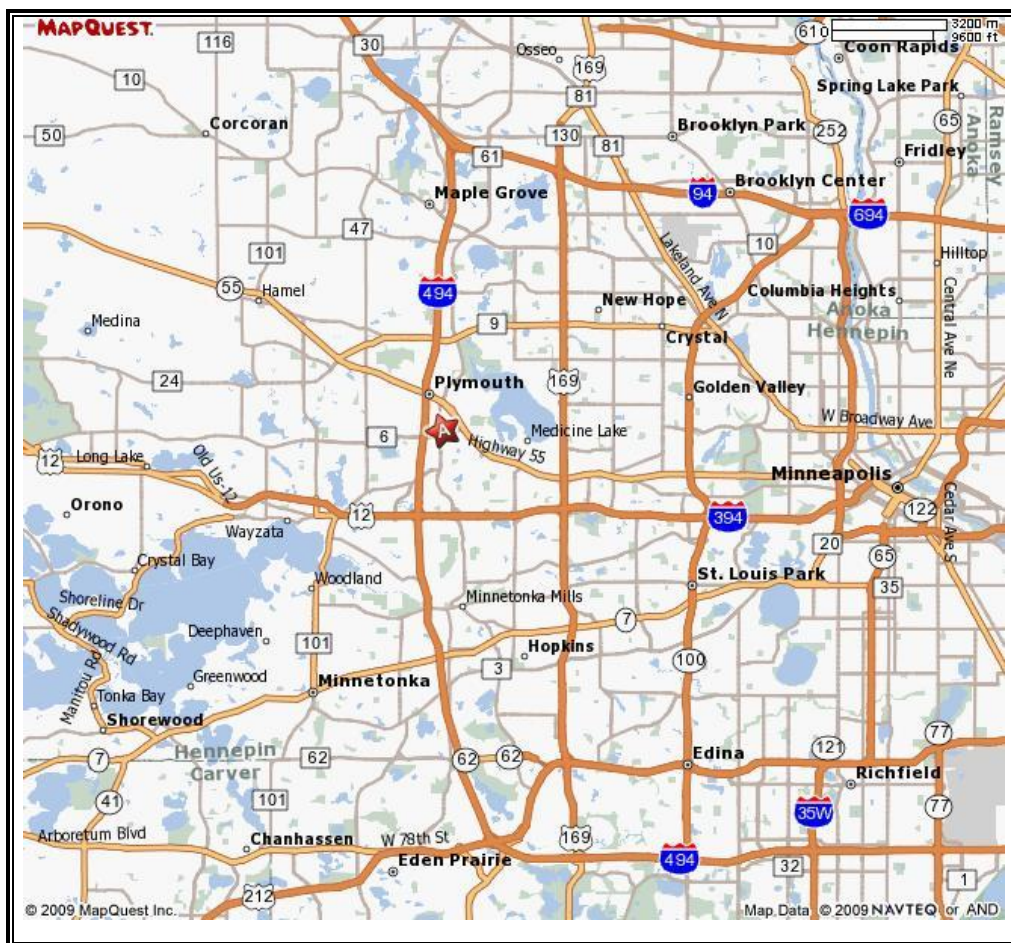 MAPQUEST.
3200 m
9600 ft
116
30
Osseo
169
610
Coon Rapids
10
81
Spring Lake Park
50
Corcoran
130
81
Brooklyn Park
252
65
Anoka
Ramsey
Fridley
61
Maple Grove
94
Brooklyn Center
694
47
101
10
Hilltop
55
Hamel
494
Lakeland Ave N
New Hope
Columbia Heights
Anoka
Hennepin
Central Ave Ne
Medina
9
Crystal
24
Plymouth
169
Golden Valley
A
6
Medicine Lake
W Broadway Ave
Highway 55
12
Long Lake
Old Us-12
Minneapolis
Orono
12
394
122
Cedar Ave S
Wayzata
20
65
Crystal Bay
Woodland
St. Louis Park
35
Shoreline Dr
Minnetonka Mills
Shadywood Rd
Deephaven
101
7
Hopkins
100
3
Manitou Rd
Greenwood
Minnetonka
Tonka Bay
Shorewood
77
7
Hennepin
Carver
62
62
62
Edina
121
Richfield
41
101
35W
77
Arboretum Blvd
Chanhassen
W 78th St
169
Eden Prairie
494
32
212
1
© 2009 MapQuest Inc.
Map Data © 2009 NAVTEQ or AND